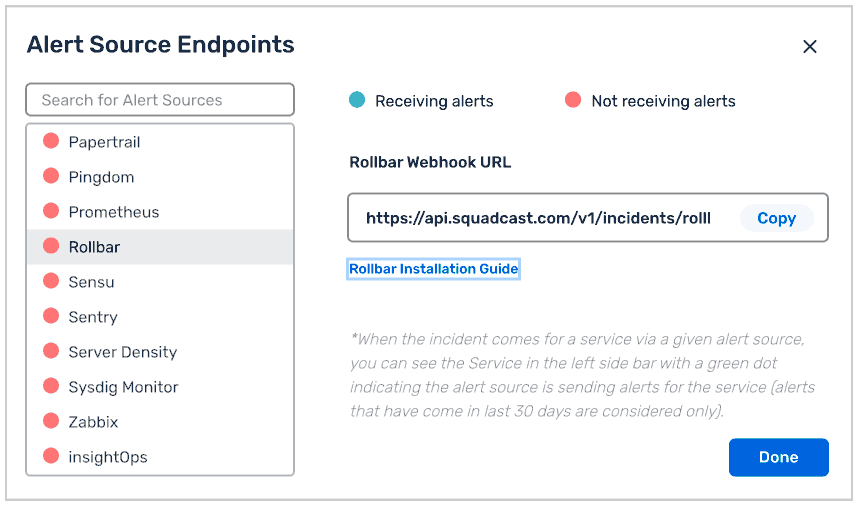 Alert Source Endpoints
Search for Alert Sources
Papertrail
Pingdom
Prometheus
Rollbar
Sensu
Sentry
Server Density
Sysdig Monitor
Zabbix
insightOps
Receiving alerts
Not receiving alerts
Rollbar Webhook URL
https://api.squadcast.com/v1/incidents/rolll
Copy
Rollbar Installation Guide
*When the incident comes for a service via a given alert source,
you can see the Service in the left side bar with a green dot
indicating the alert source is sending alerts for the service (alerts
that have come in last 30 days are considered only).
Done